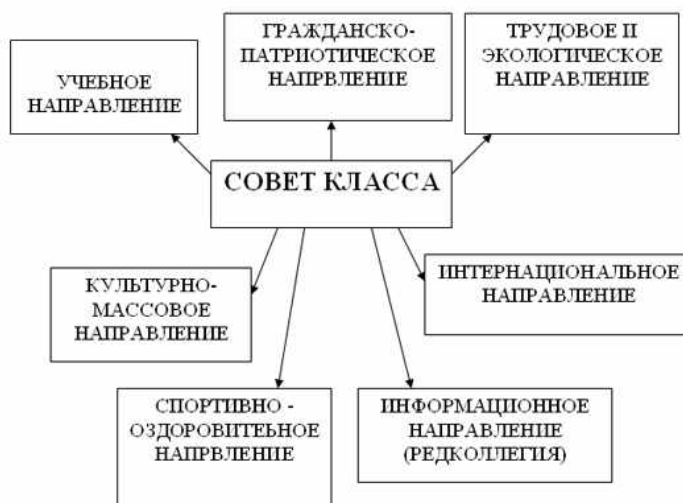 УЧЕБНОЕ
НАПРАВЛЕНИЕ
ГРАЖДАНСКО-
ПАТРИОТИЧЕСКОЕ
НАПРВЛЕНИЕ
ТРУДОВОЕ И
ЭКОЛОГИЧЕСКОЕ
НАПРАВЛЕНИЕ
СОВЕТ КЛАССА
КУЛЬТУРНО-
МАССОВОЕ
НАПРАВЛЕНИЕ
ИНТЕРНАЦИОНАЛЬНОЕ
НАПРАВЛЕНИЕ
СПОРТИВНО -
ОЗДОРОВИТЕЬНОЕ
НАПРВЛЕНИЕ
ИНФОРМАЦИОННОЕ
НАПРАВЛЕНИЕ
(РЕДКОЛЛЕГИЯ)